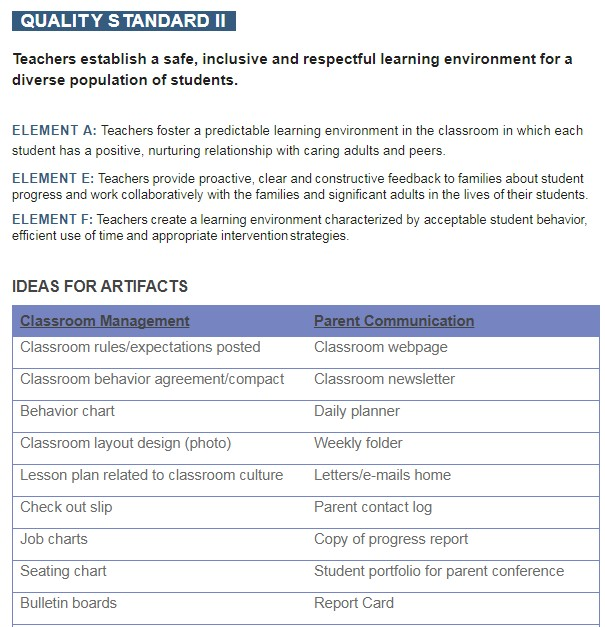 QUALITY STANDARD II
Teachers establish a safe, inclusive and respectful learning environment for a
diverse population of students.
ELEMENT A: Teachers foster a predictable learning environment in the classroom in which each
student has a positive, nurturing relationship with caring adults and peers.
ELEMENT E: Teachers provide proactive, clear and constructive feedback to families about student
progress and work collaboratively with the families and significant adults in the lives of their students.
ELEMENT F: Teachers create a learning environment characterized by acceptable student behavior,
efficient use of time and appropriate intervention strategies.
IDEAS FOR ARTIFACTS
Classroom Management Parent Communication
Classroom rules/expectations posted Classroom webpage
Classroom behavior agreement/compact Classroom newsletter
Behavior chart Daily planner
Classroom layout design (photo) Weekly folder
Lesson plan related to classroom culture Letters/e-mails home
Check out slip Parent contact log
Job charts Copy of progress report
Seating chart Student portfolio for parent conference
Bulletin boards Report Card